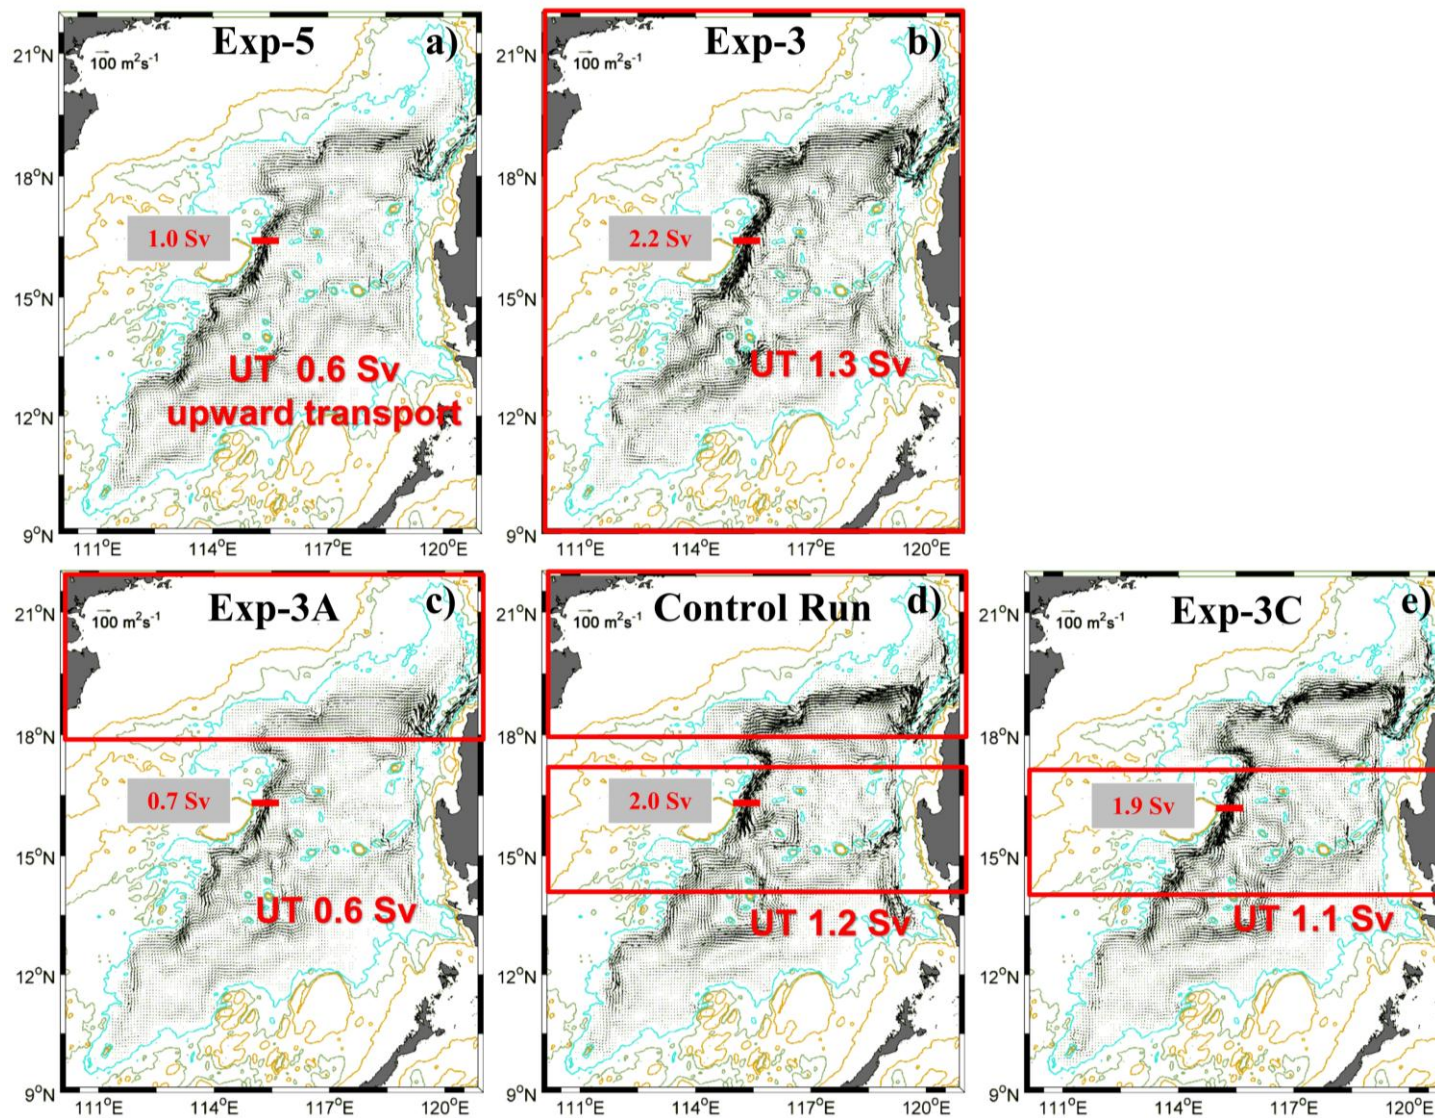 Exp-5 a)
100 m²s⁻¹
21°N
18°N
1.0 Sv
15°N
UT 0.6 Sv
upward transport
12°N
9°N
111°E 114°E 117°E 120°E
Exp-3 b)
100 m²s⁻¹
21°N
18°N
2.2 Sv
15°N
UT 1.3 Sv
12°N
9°N
111°E 114°E 117°E 120°E
Exp-3A c)
100 m²s⁻¹
21°N
18°N
0.7 Sv
15°N
UT 0.6 Sv
12°N
9°N
111°E 114°E 117°E 120°E
Control Run d)
100 m²s⁻¹
21°N
18°N
2.0 Sv
15°N
UT 1.2 Sv
12°N
9°N
111°E 114°E 117°E 120°E
Exp-3C e)
100 m²s⁻¹
21°N
18°N
1.9 Sv
15°N
UT 1.1 Sv
12°N
9°N
111°E 114°E 117°E 120°E